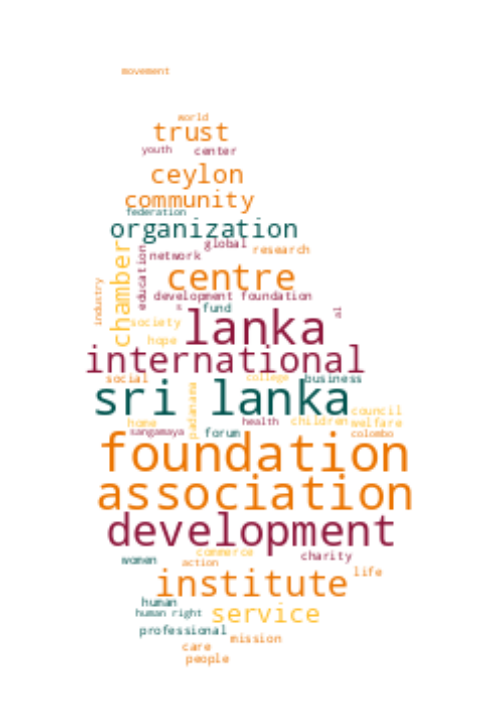 movement
world
trust
youth center
ceylon
community
federation
organization
global
network research
chamber
education
centre
industry
development foundation
s fund
al
society
lanka
hope
international
social college business
sri lanka
padanama
council
home health children welfare
sangamaya forum colombo
foundation
association
development
women commerce charity
action
institute life
human
human right service
professional mission
care
people